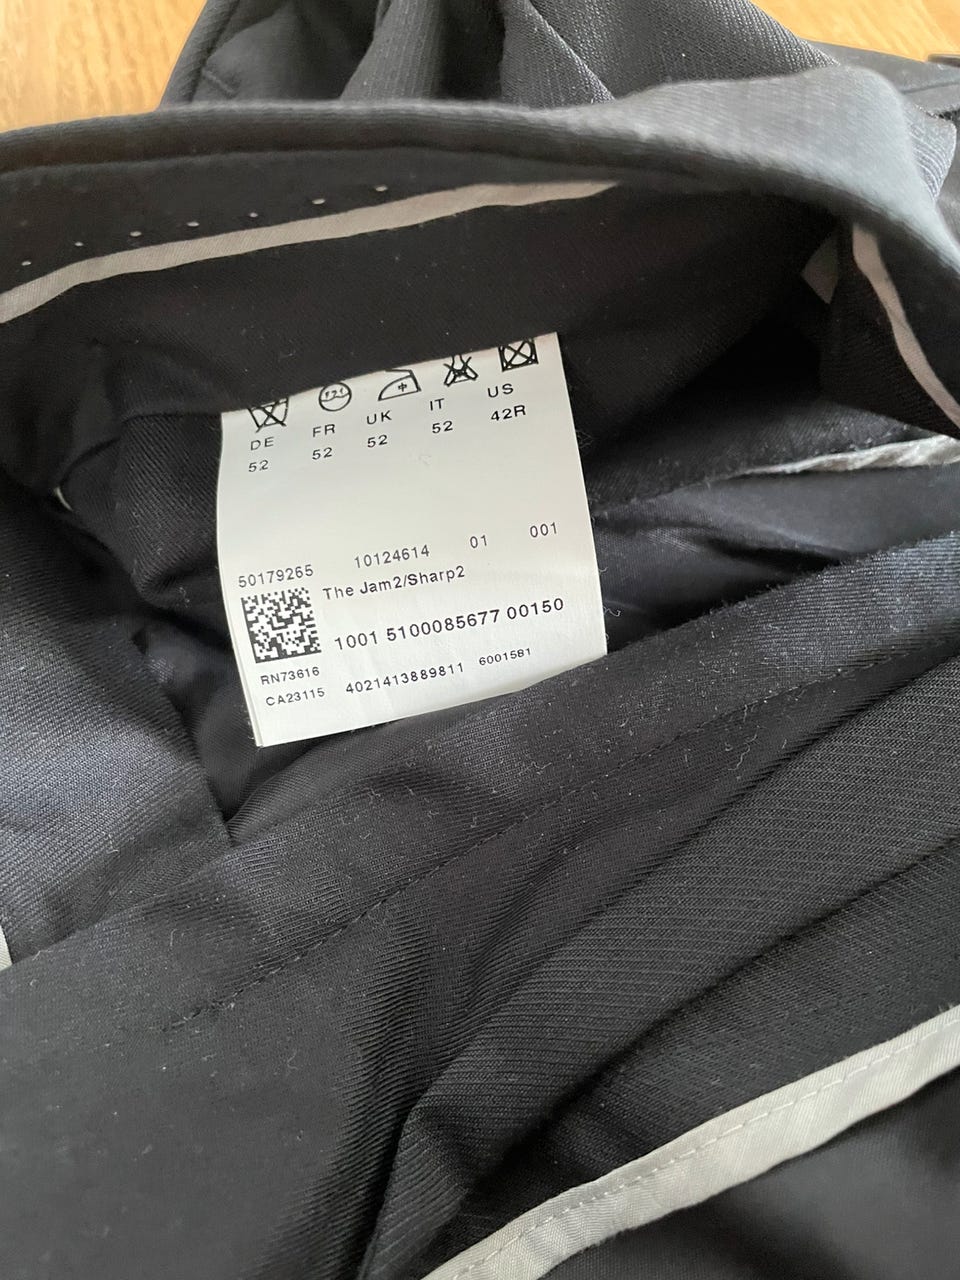 DE FR UK IT US
52 52 52 52 42R
50179265 10124614 01 001
The Jam2/Sharp2
1001 5100085677 00150
RN73616
CA23115 4021413889811 6001581